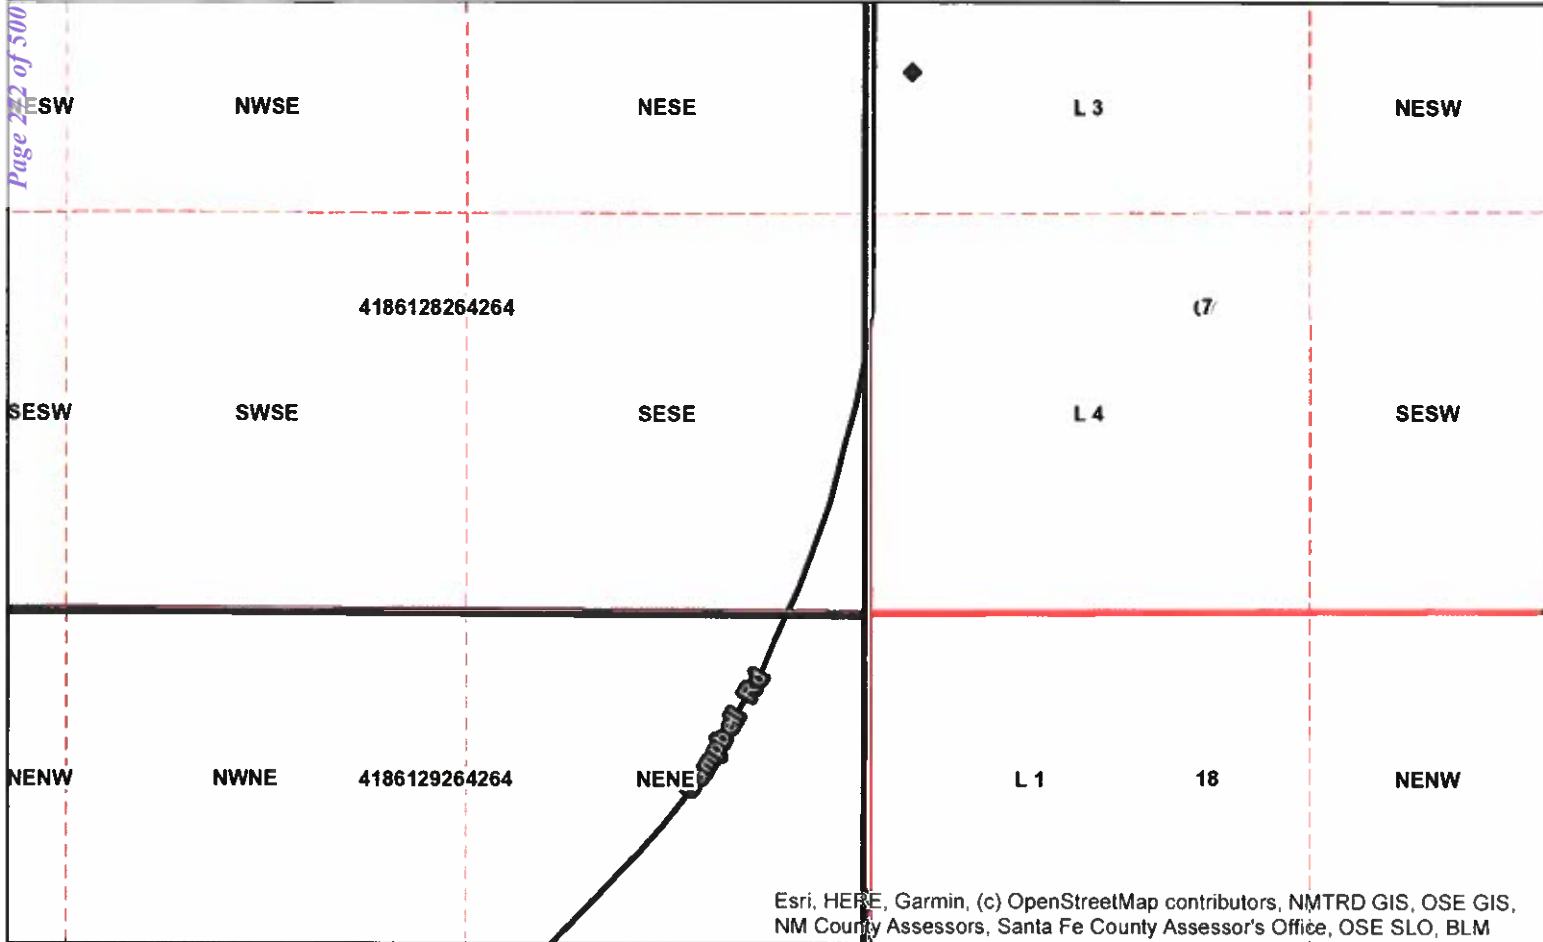 Page 222 of 500
NESW NWSE NESE L 3 NESW
4186128264264 (7
SESW SWSE SESE L 4 SESW
Campbell Rd
NENW NWNE 4186129264264 NENE L 1 18 NENW
Esri, HERE, Garmin, (c) OpenStreetMap contributors, NMTRD GIS, OSE GIS,
NM County Assessors, Santa Fe County Assessor's Office, OSE SLO, BLM